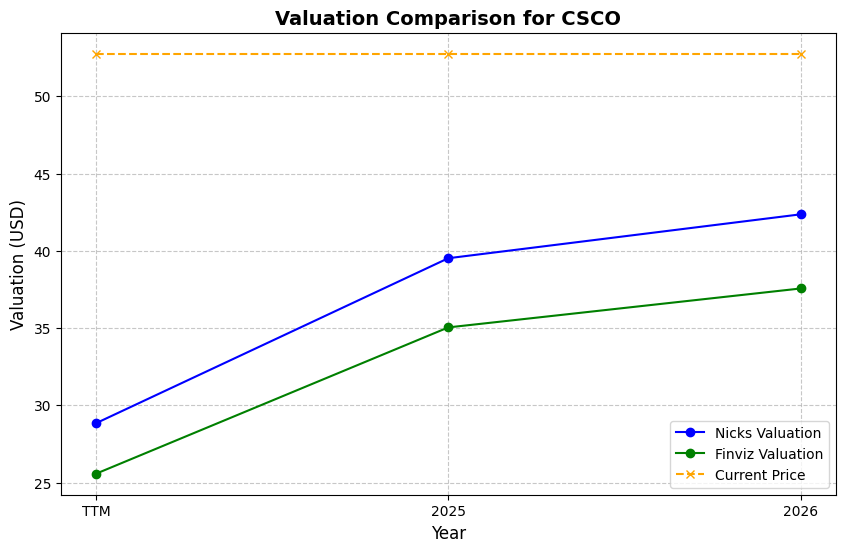 Valuation Comparison for CSCO
Valuation (USD)
50
45
40
35
30
25
TTM
2025
2026
Year
Nicks Valuation
Finviz Valuation
Current Price